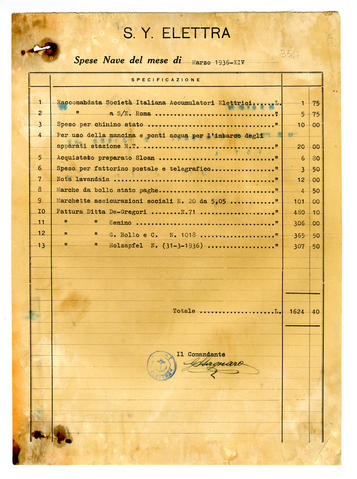 S. Y. ELETTRA
Spese Nave del mese di Marzo 1936-XIV
SPECIFICAZIONE
1 Raccomandata Società Italiana Accumulatori Elettrici..L. 1 75
2 " a S/E. Roma ............ " 5 75
3 Speso per chinino stato ............ " 10 00
4 Per uso della mancina e ponti acqua per l'imbarco degli
apparati stazione R.T. ............ " 20 00
5 Acquistato preparato Sloan ............ " 6 80
6 Speso per fattorino postale e telegrafico ............ " 3 50
7 Nota lavandaia ............ " 12 00
8 Marche da bollo stato paghe ............ " 4 50
9 Marchette assicurazioni sociali N. 20 da 5,05 ............ " 101 00
10 Fattura Ditta De-Gregori N.71 ............ " 480 10
11 " " Semino ............ " 306 00
12 " " G. Bollo e C. N. 1018 ............ " 365 50
13 " " Holzapfel N. (31-3-1936) ............ " 307 50
Totale ............ L. 1624 40
Il Comandante